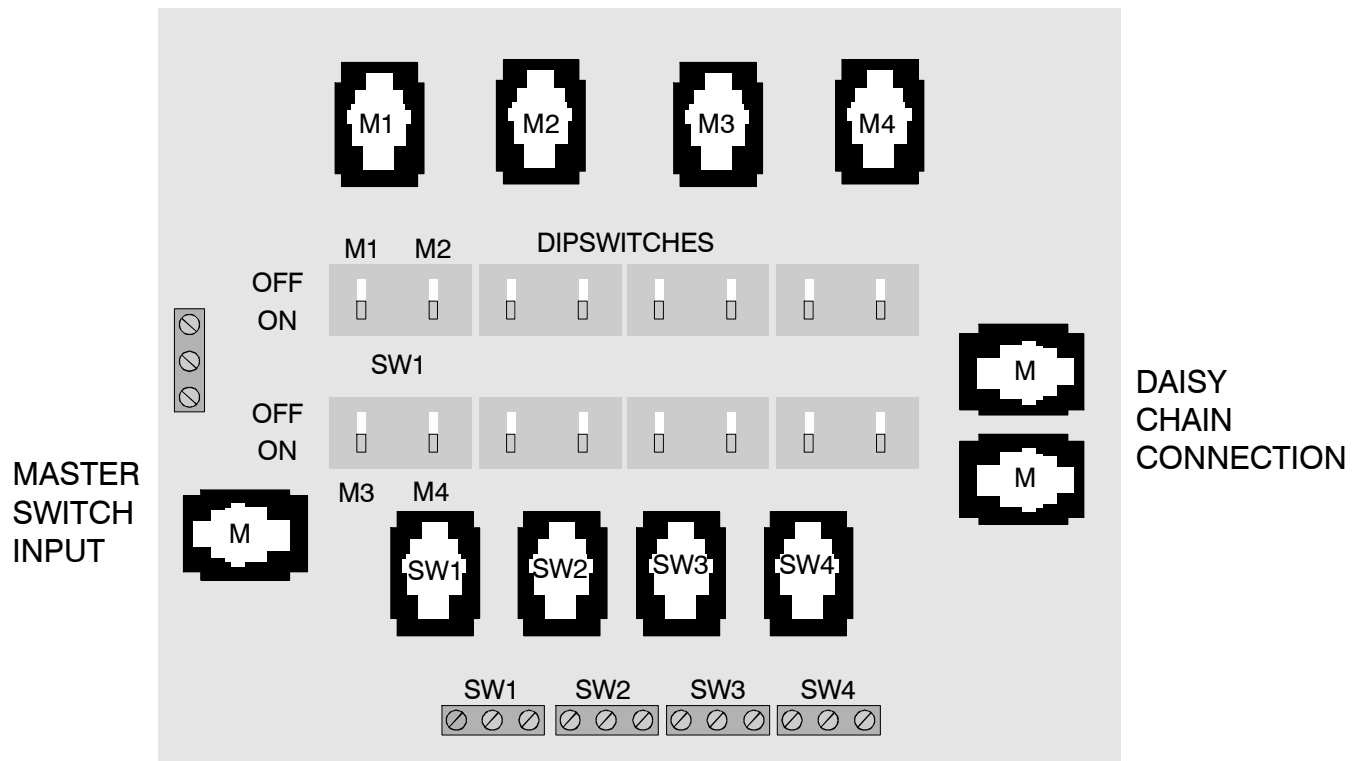 M1 M2 M3 M4
M1 M2 DIPSWITCHES
OFF
ON
SW1
M
DAISY
CHAIN
CONNECTION
OFF
ON
M
MASTER
SWITCH
INPUT
M
M3 M4
SW1 SW2 SW3 SW4
SW1 SW2 SW3 SW4